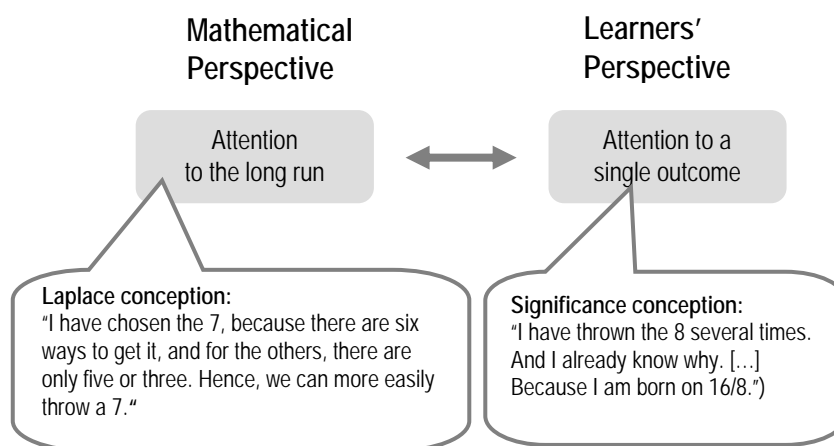 Mathematical
Perspective
Learners’
Perspective
Attention
to the long run
Attention to a
single outcome
Laplace conception:
“I have chosen the 7, because there are six
ways to get it, and for the others, there are
only five or three. Hence, we can more easily
throw a 7.“
Significance conception:
“I have thrown the 8 several times.
And I already know why. […]
Because I am born on 16/8.”)